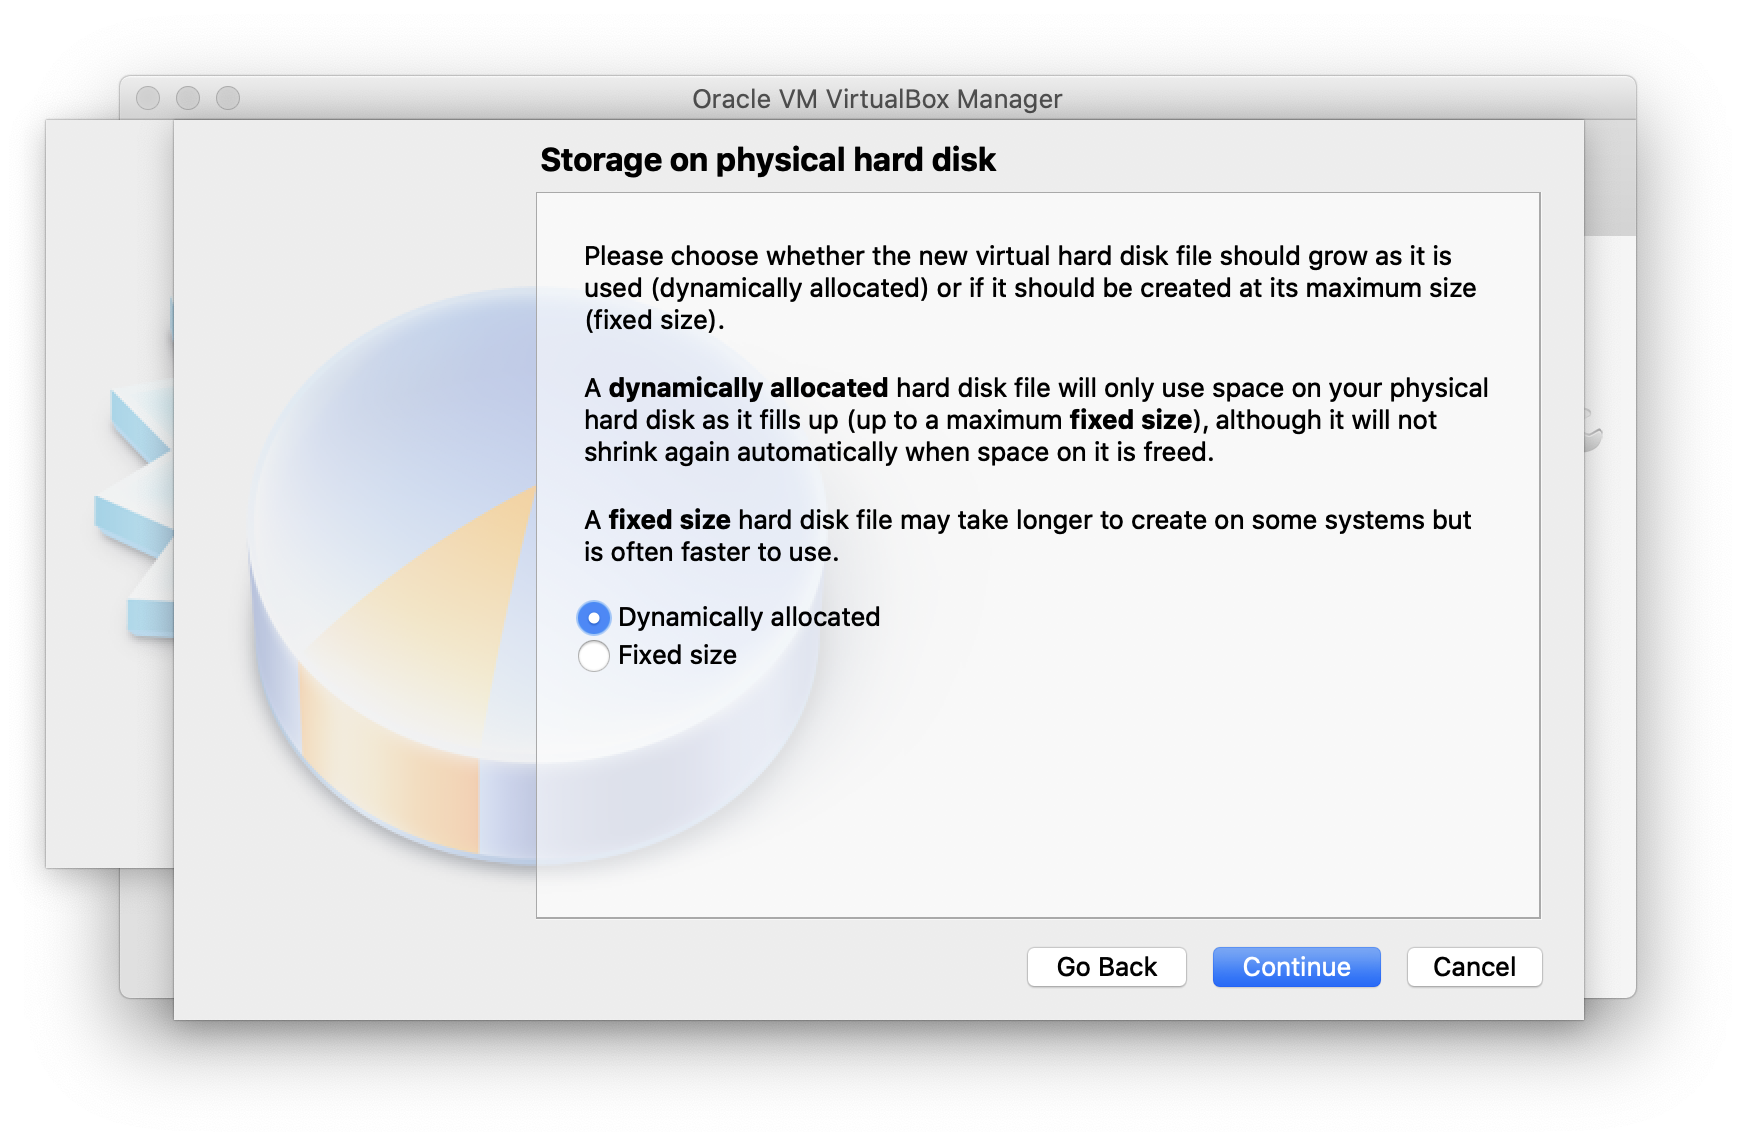 Oracle VM VirtualBox Manager
Storage on physical hard disk
Please choose whether the new virtual hard disk file should grow as it is
used (dynamically allocated) or if it should be created at its maximum size
(fixed size).
A dynamically allocated hard disk file will only use space on your physical
hard disk as it fills up (up to a maximum fixed size), although it will not
shrink again automatically when space on it is freed.
A fixed size hard disk file may take longer to create on some systems but
is often faster to use.
Dynamically allocated
Fixed size
Go Back
Continue
Cancel